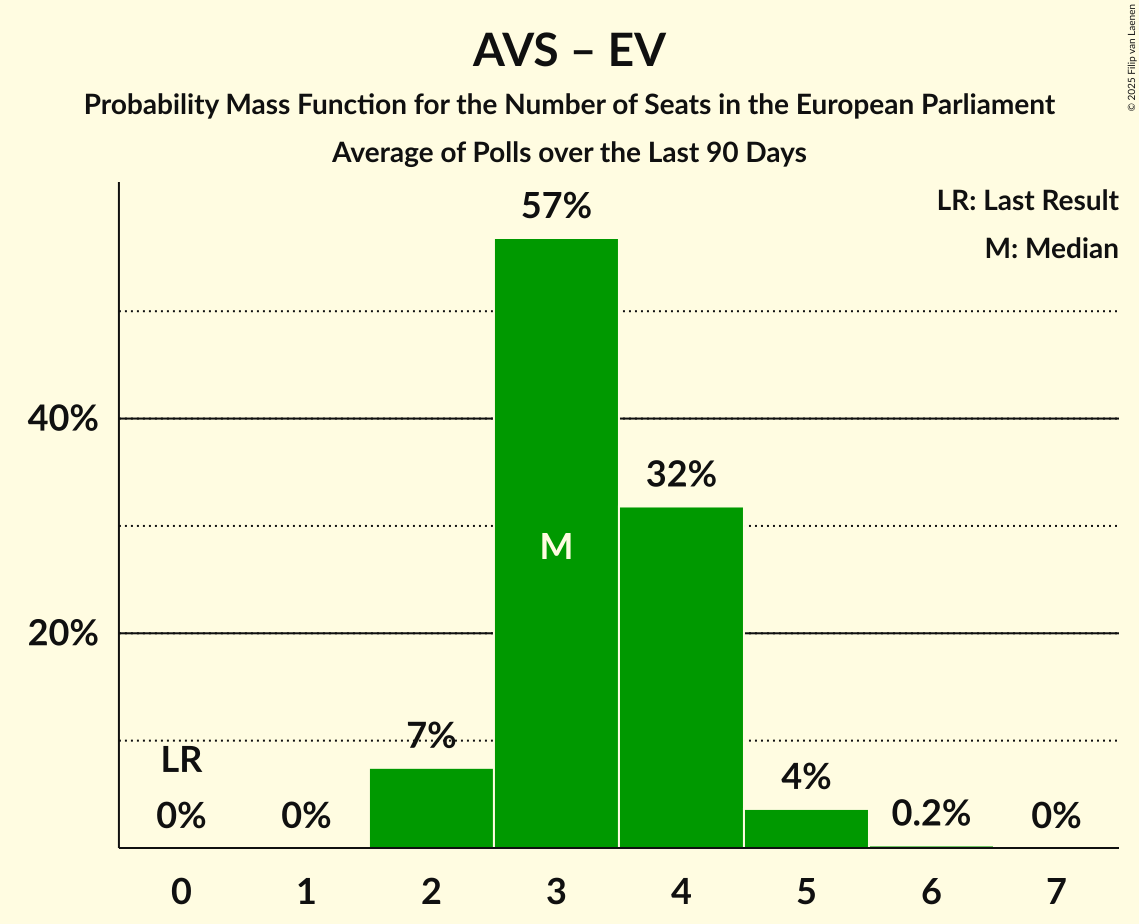 AVS – EV
Probability Mass Function for the Number of Seats in the European Parliament
Average of Polls over the Last 90 Days
© 2025 Filip van Laenen
LR: Last Result
M: Median
57%
40%
32%
M
20%
7%
LR
4%
0%
0%
0.2%
0%
0 1 2 3 4 5 6 7